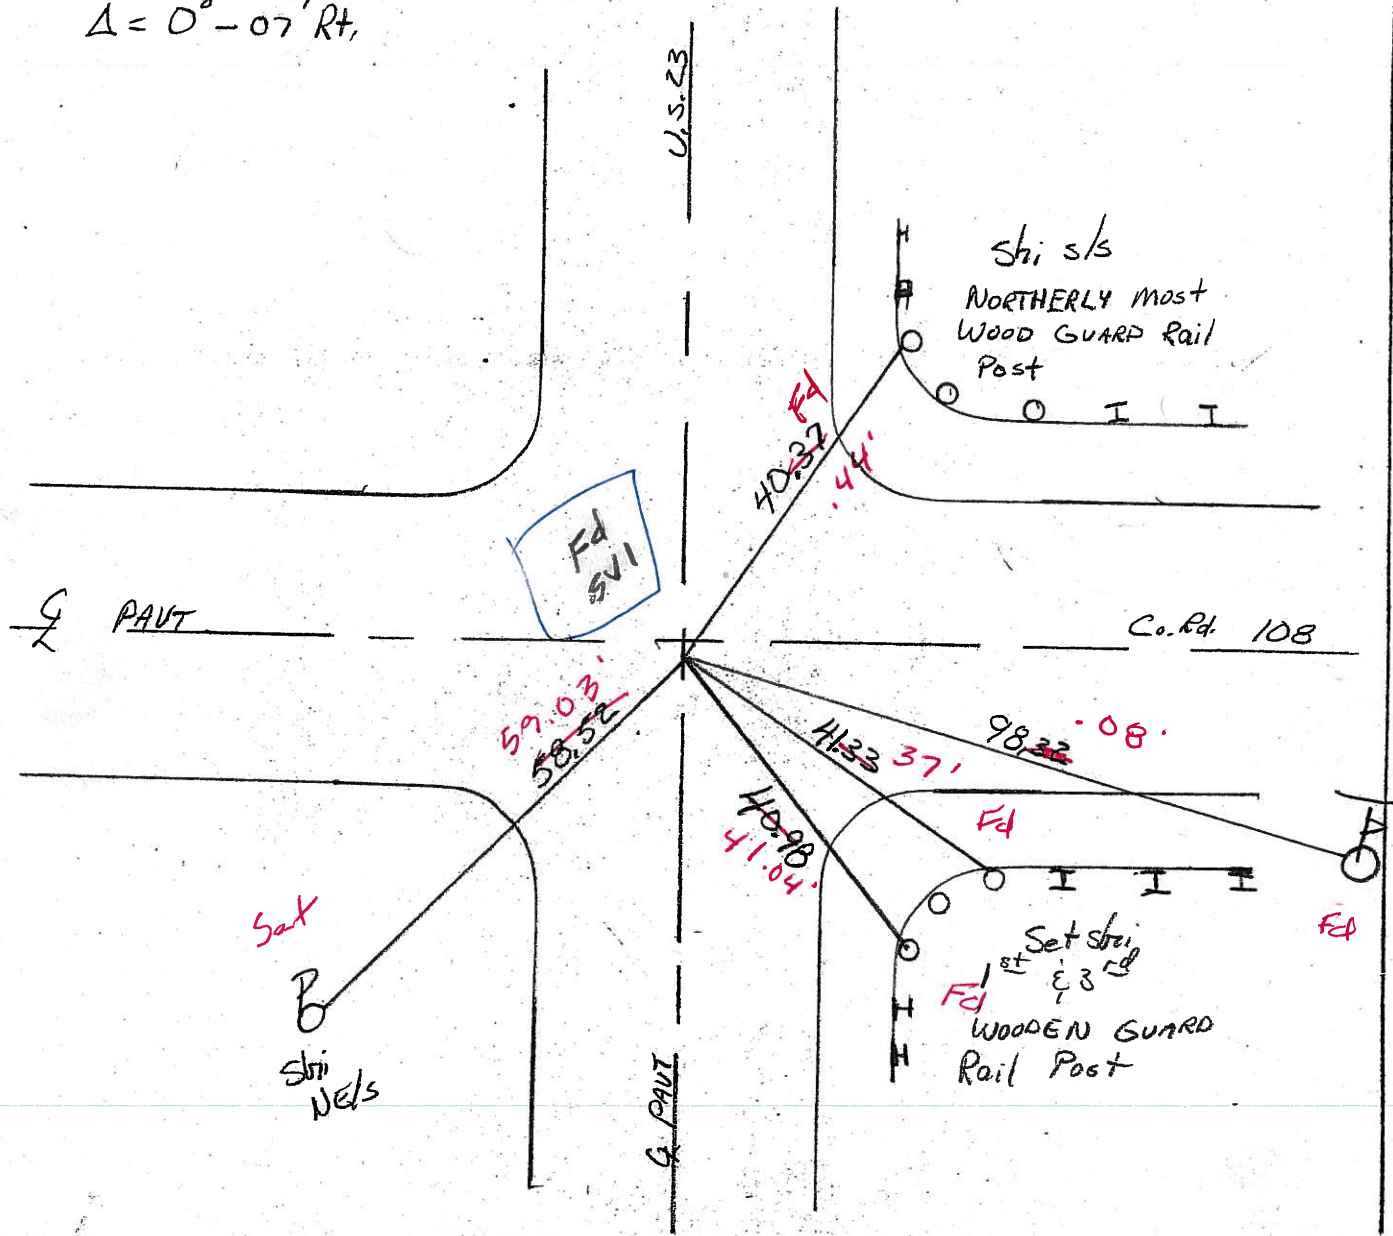 Δ = 0° - 07' Rt.
U.S. 23
Shi s/s
NORTHERLY Most
WOOD GUARD Rail
Post
Fd
40.37
.44'
Fd
SV1
℄ PAVT
Co. Rd. 108
59.03'
58.52
41.33 37'
98.33 .08'
40.98
41.04'
Fd
Set
Fd
Shi
NE/s
Set shi
Fd 1st & 3rd
WOODEN GUARD
Rail Post
℄ PAVT